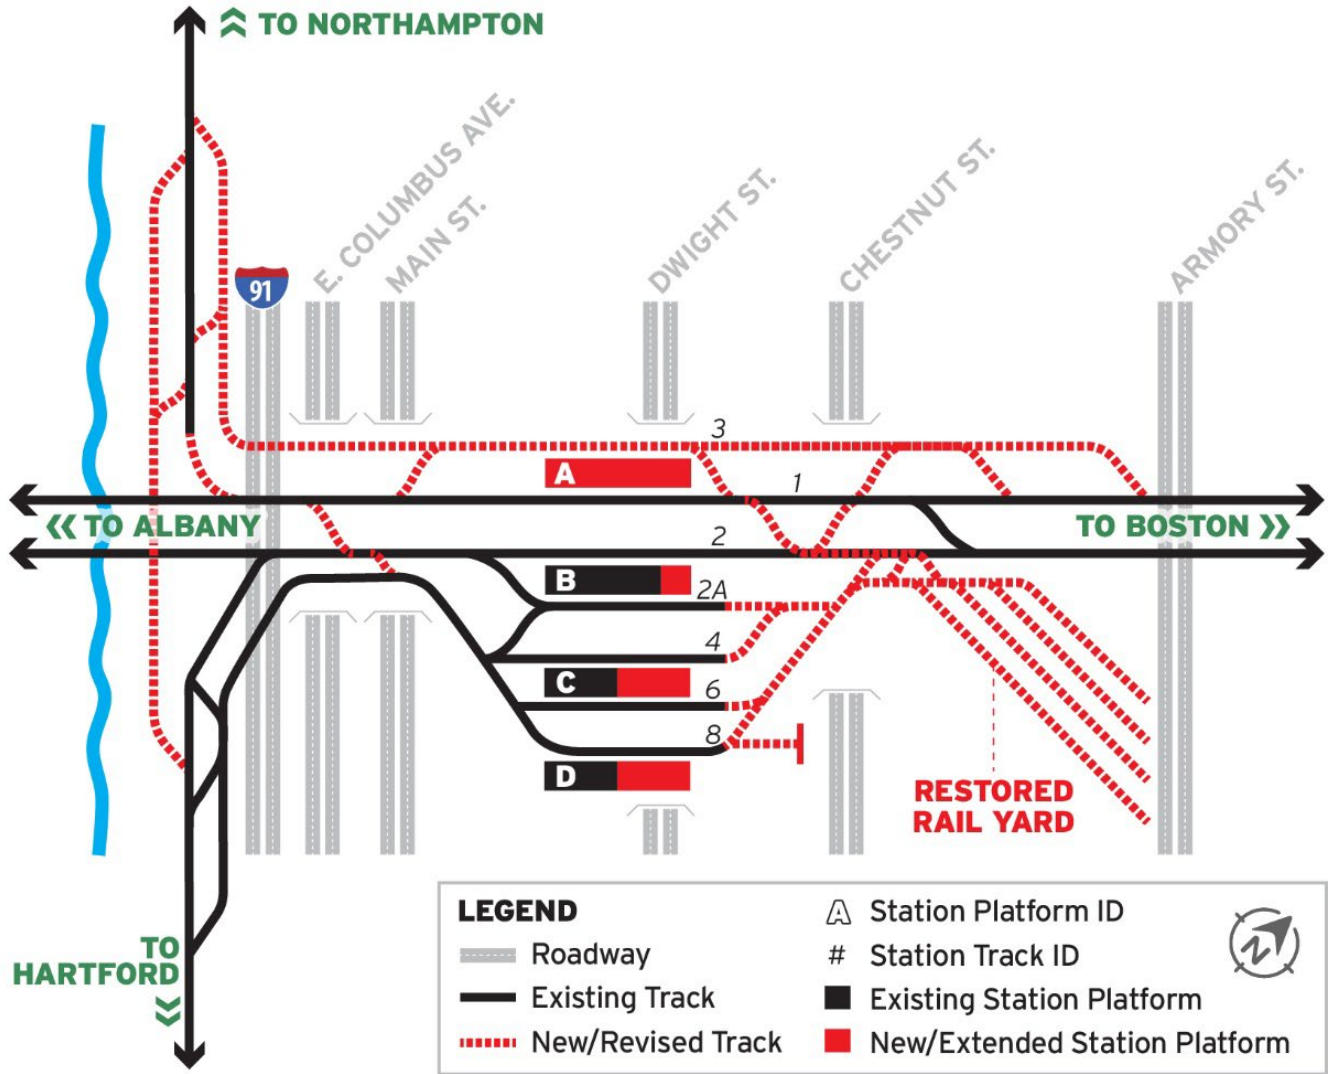 TO NORTHAMPTON
E. COLUMBUS AVE.
MAIN ST.
DWIGHT ST.
CHESTNUT ST.
ARMORY ST.
91
3
A
1
TO ALBANY
TO BOSTON
2
B
2A
4
C
6
8
D
RESTORED
RAIL YARD
TO
HARTFORD
LEGEND
Roadway
Existing Track
New/Revised Track
A Station Platform ID
# Station Track ID
Existing Station Platform
New/Extended Station Platform
N